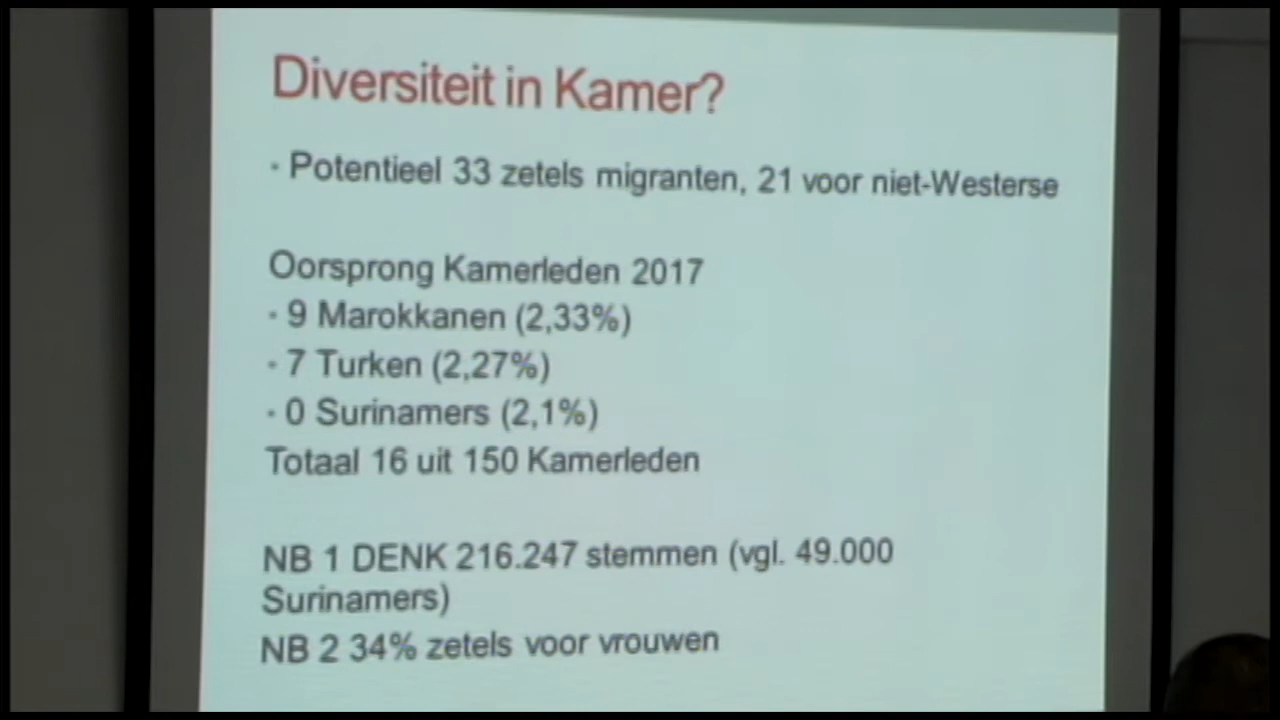 Diversiteit in Kamer?
· Potentieel 33 zetels migranten, 21 voor niet-Westerse
Oorsprong Kamerleden 2017
· 9 Marokkanen (2,33%)
· 7 Turken (2,27%)
· 0 Surinamers (2,1%)
Totaal 16 uit 150 Kamerleden
NB 1 DENK 216.247 stemmen (vgl. 49.000
Surinamers)
NB 2 34% zetels voor vrouwen